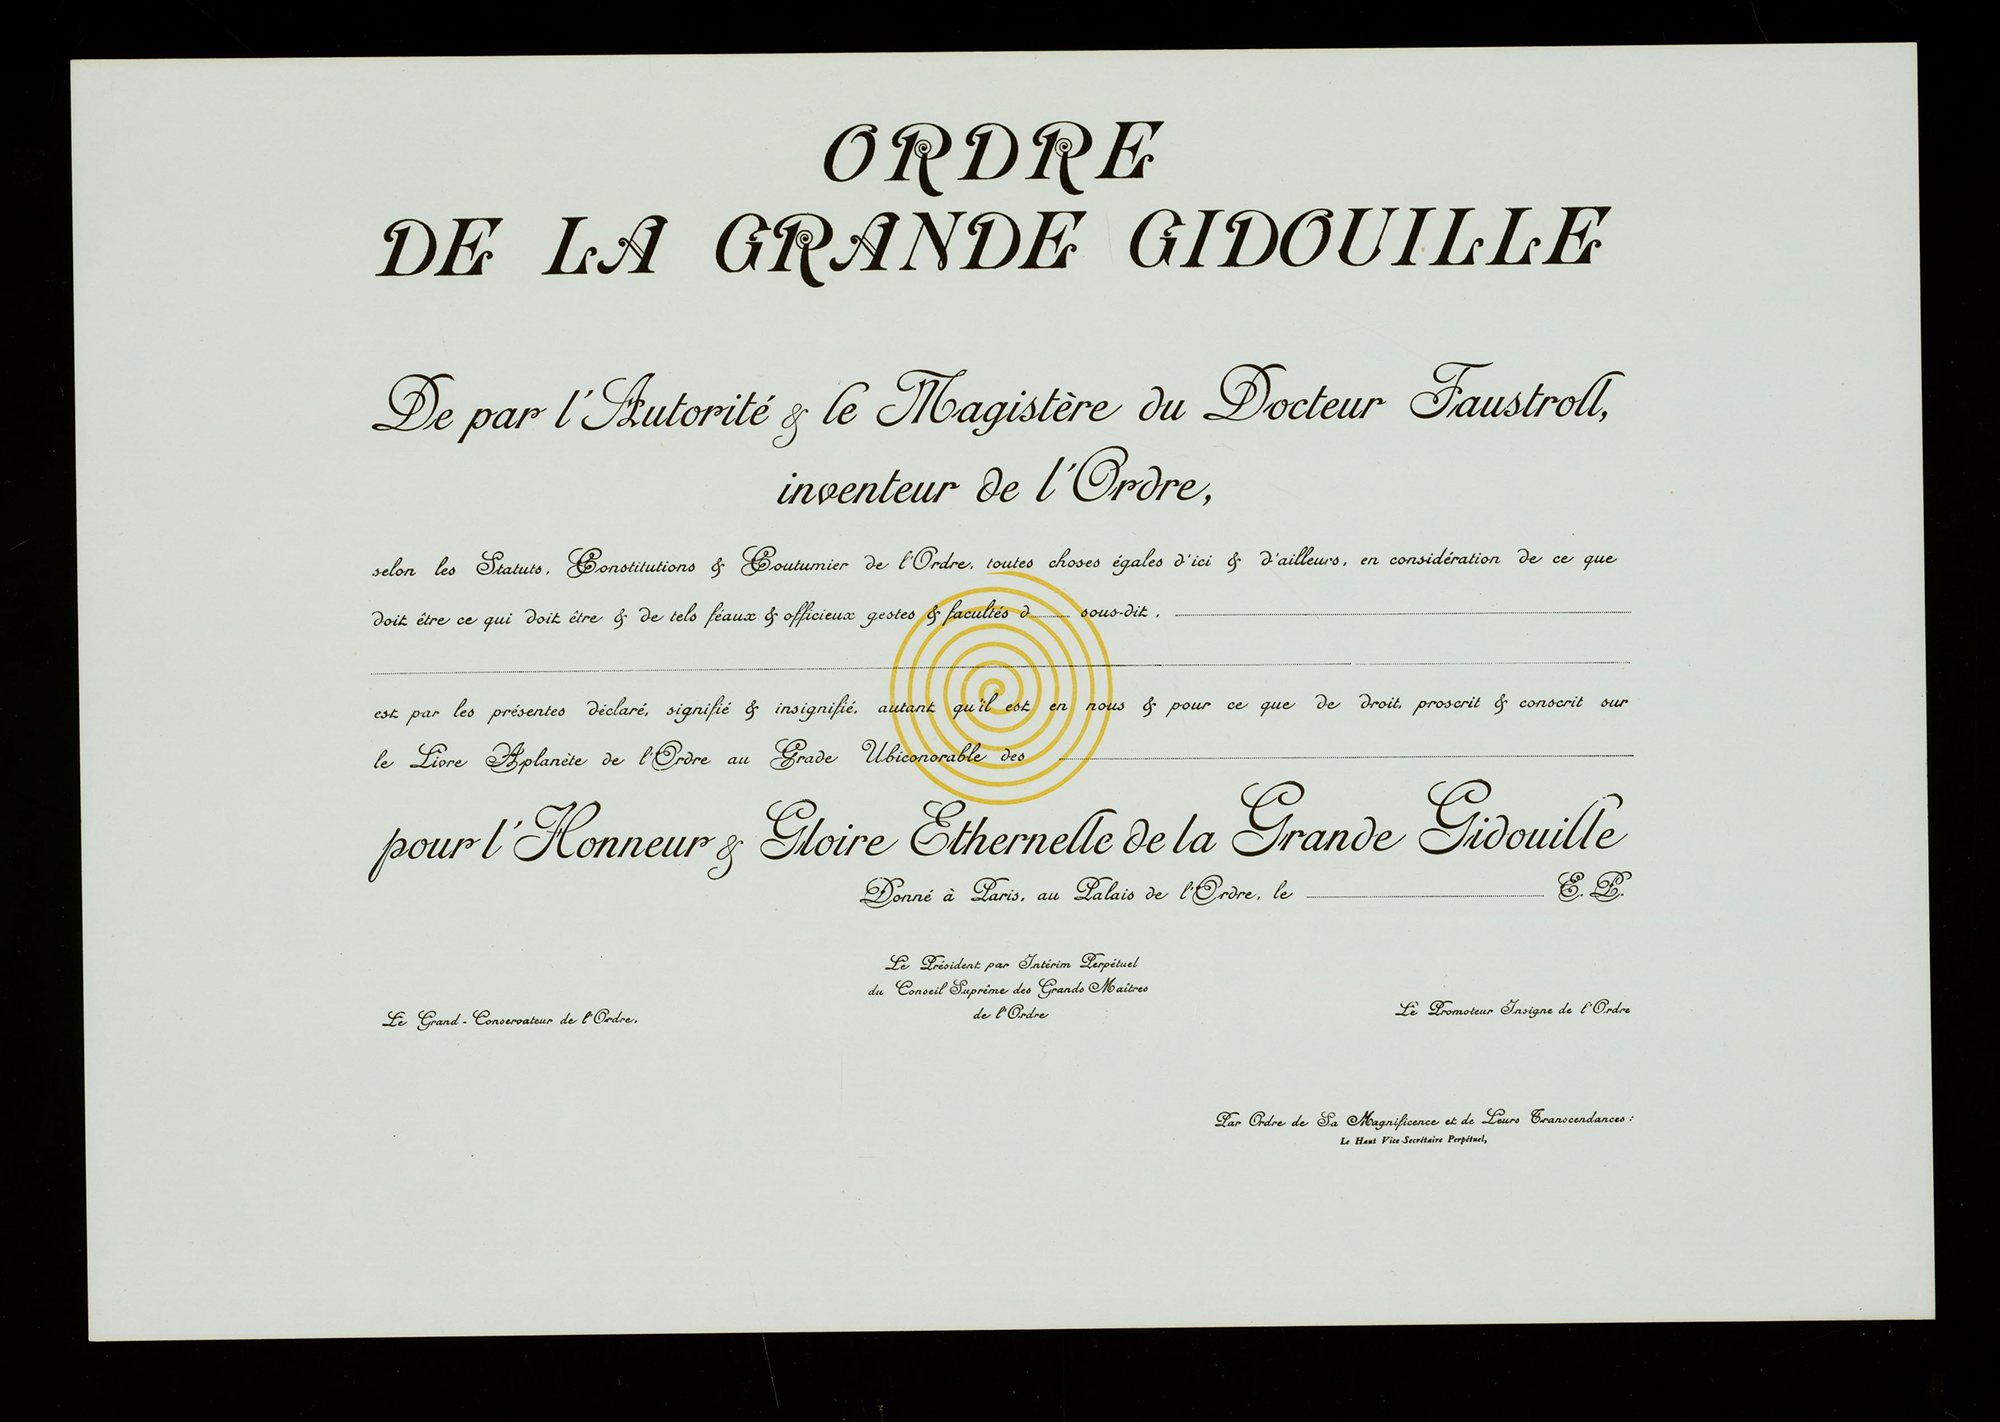 ORDRE
DE LA GRANDE GIDOUILLE
De par l'Autorité & le Magistère du Docteur Faustroll,
inventeur de l'Ordre,
selon les Statuts, Constitutions & Coutumier de l'Ordre, toutes choses égales d'ici & d'ailleurs, en considération de ce que
doit être ce qui doit être & de tels féaux & officieux gestes & facultés d sous-dit,
est par les présentes déclaré, signifié & insignifié, autant qu'il est en nous & pour ce que de droit, proscrit & conscrit sur
le Livre Aplanète de l'Ordre au Grade Ubiconorable des
pour l'Honneur & Gloire Ethernelle de la Grande Gidouille
Donné à Paris, au Palais de l'Ordre, le E. P.
Le Président par Intérim Perpétuel
du Conseil Suprême des Grands Maîtres
de l'Ordre
Le Grand-Conservateur de l'Ordre.
Le Promoteur Insigne de l'Ordre
Par Ordre de Sa Magnificence et de Leurs Transcendances :
Le Haut Vice-Secrétaire Perpétuel,